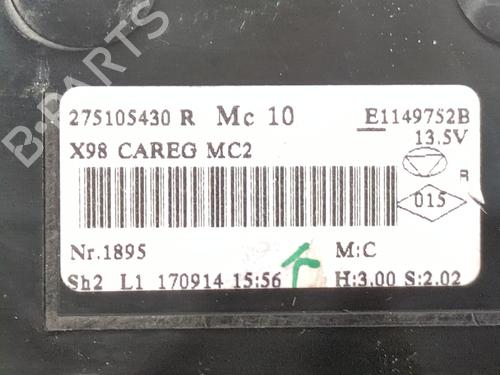 B-PARTS
275105430 R Mc 10 E1149752B
13.5V
X98 CAREG MC2
R
015
Nr.1895 M:C
Sh2 L1 170914 15:56 H:3.00 S:2.02